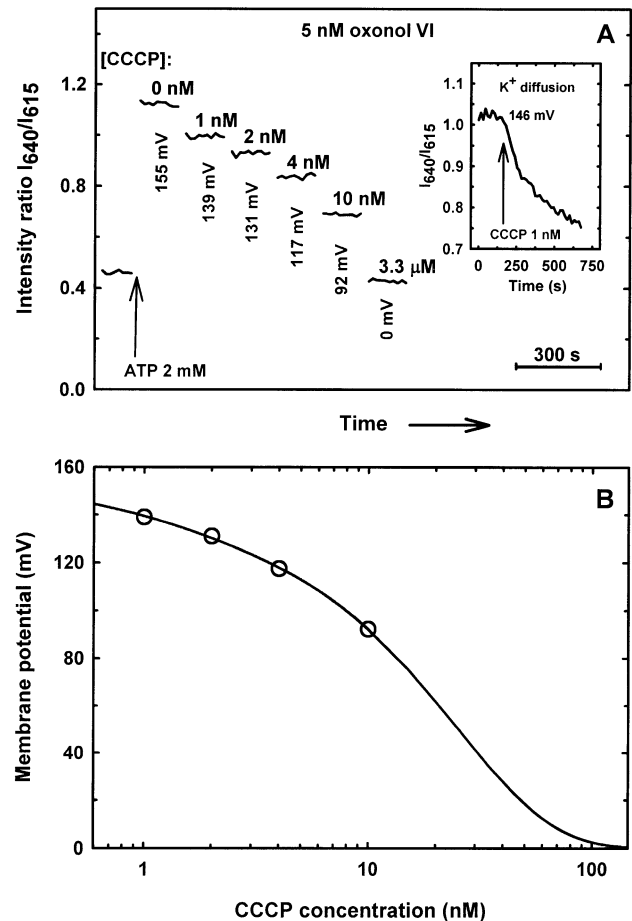 5 nM oxonol VI
A
[CCCP]:
0 nM
1 nM
2 nM
4 nM
10 nM
3.3 μM
155 mV
139 mV
131 mV
117 mV
92 mV
0 mV
ATP 2 mM
300 s
Intensity ratio I640/I615
1.2
0.8
0.4
0.0
K+ diffusion
146 mV
CCCP 1 nM
I640/I615
1.1
1.0
0.9
0.8
0.7
0 250 500 750
Time (s)
Time
B
Membrane potential (mV)
160
120
80
40
0
1 10 100
CCCP concentration (nM)